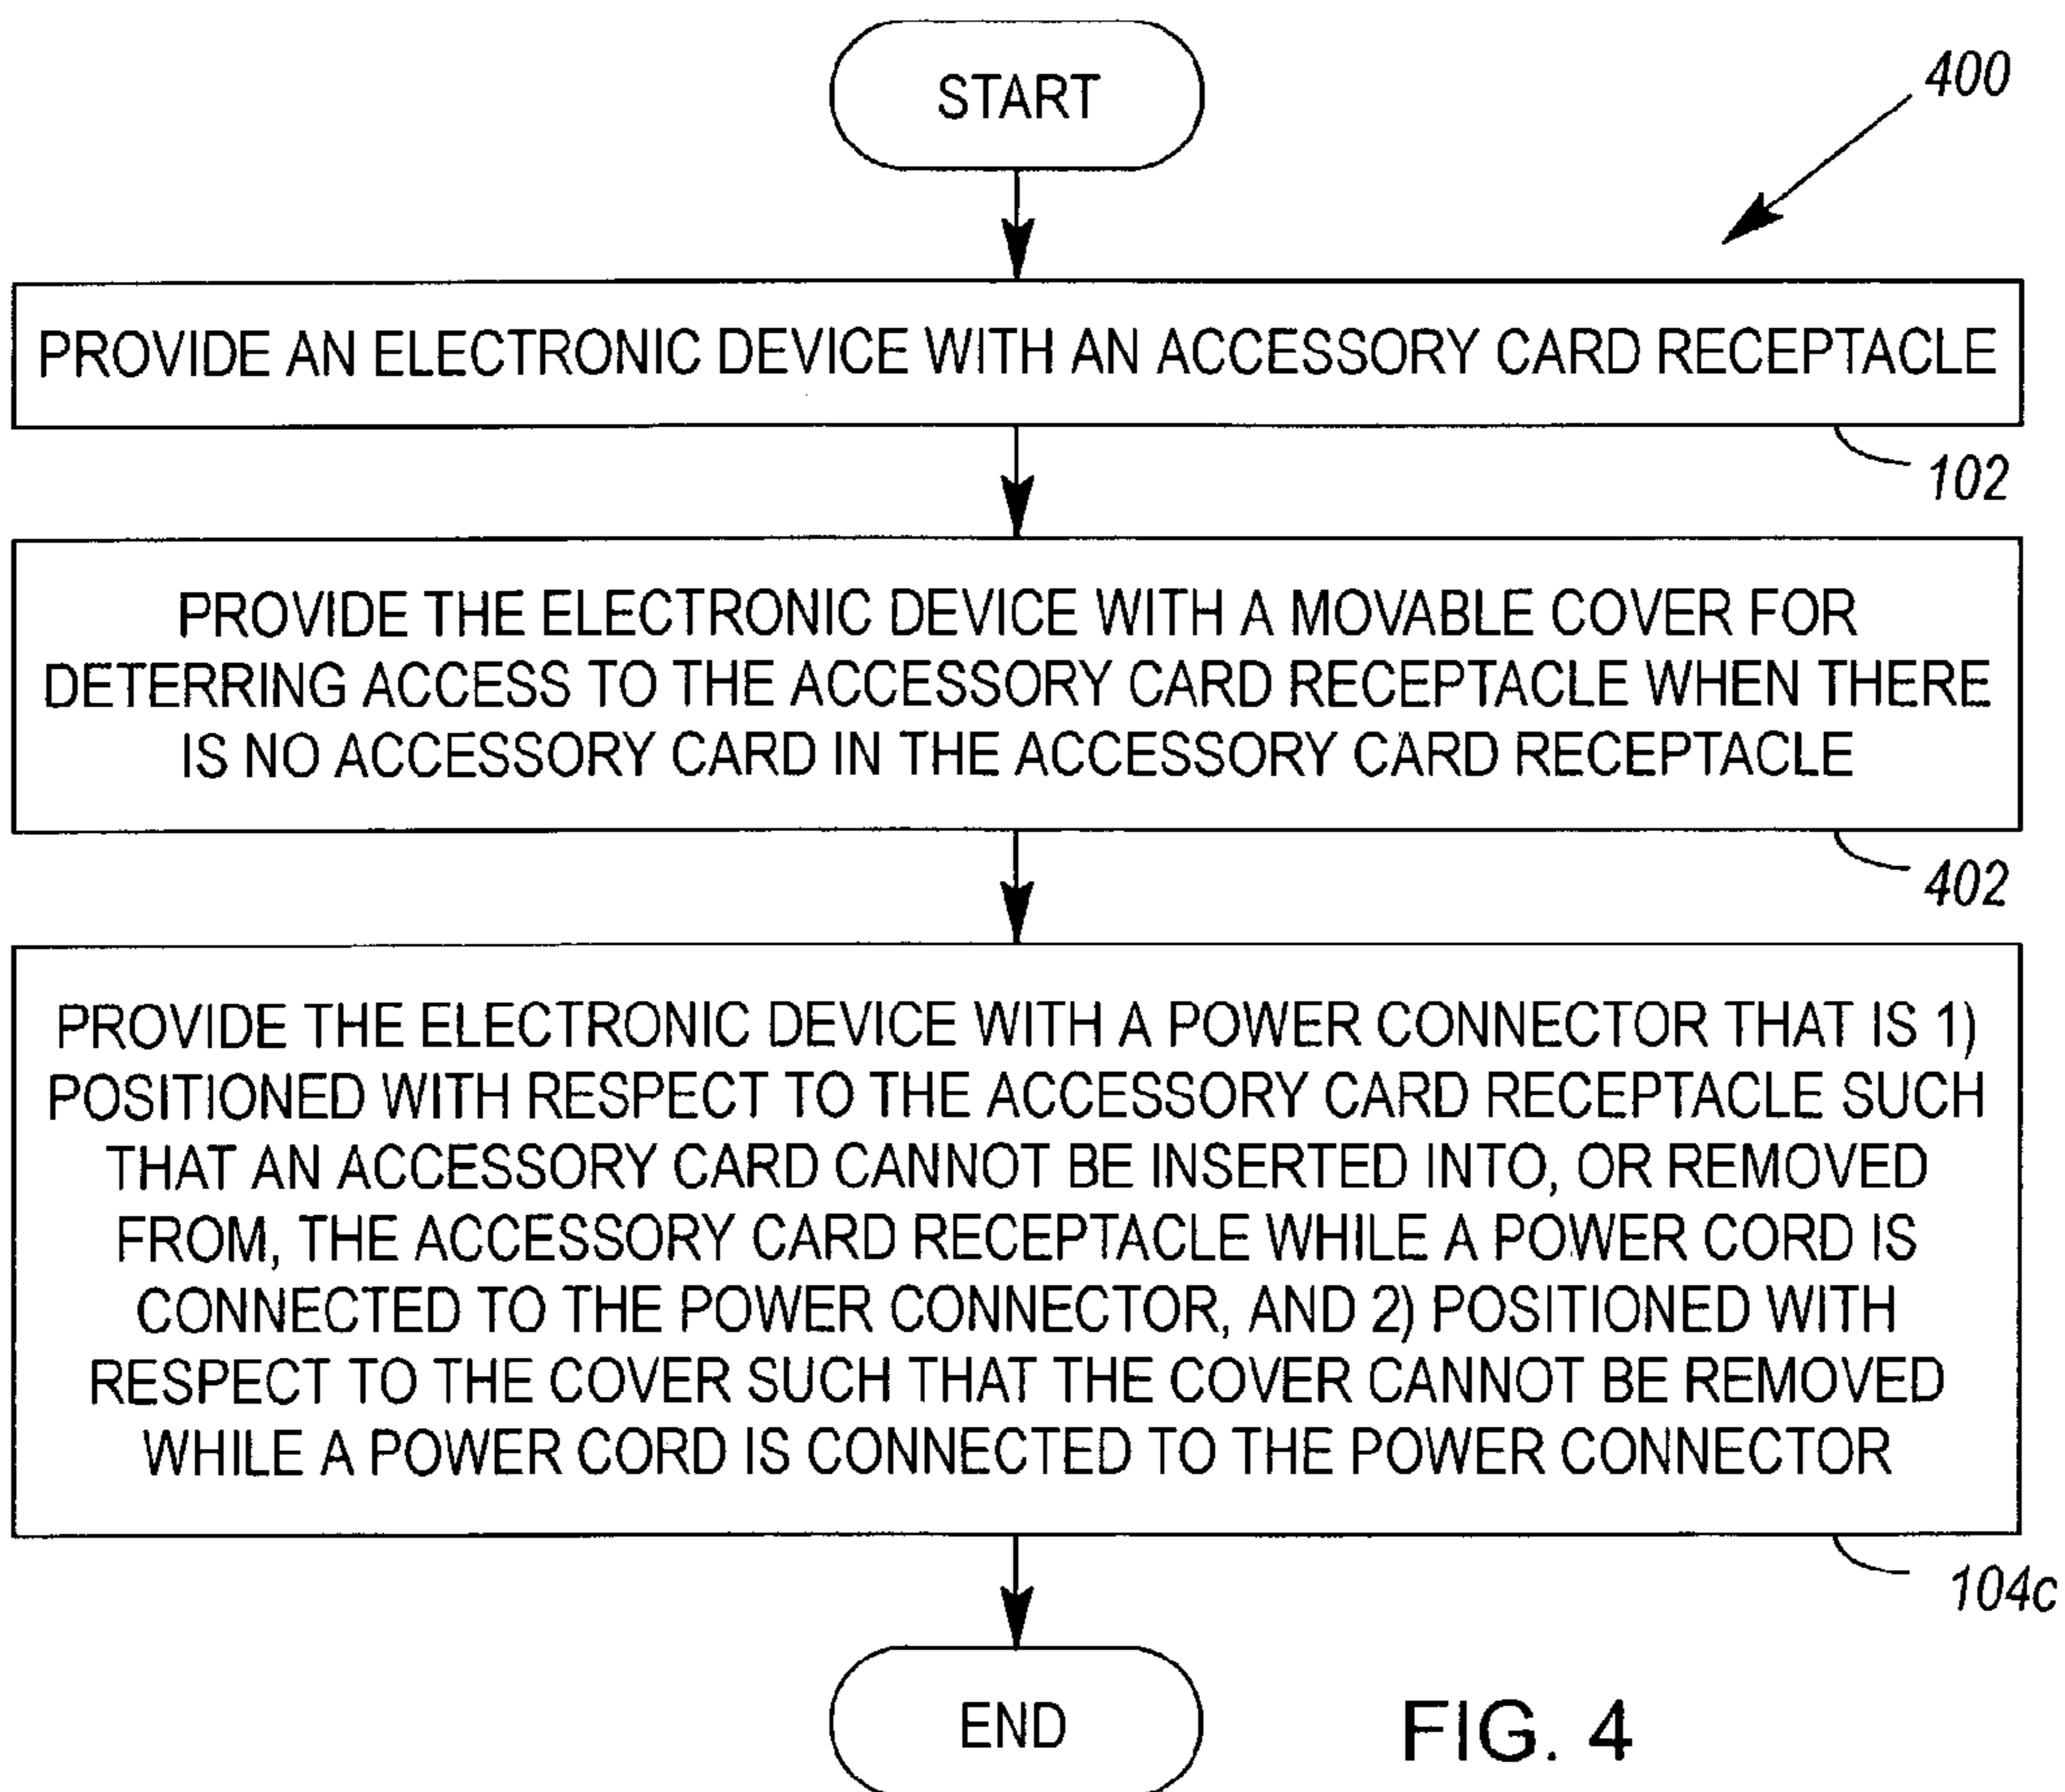 START
400
PROVIDE AN ELECTRONIC DEVICE WITH AN ACCESSORY CARD RECEPTACLE
102
PROVIDE THE ELECTRONIC DEVICE WITH A MOVABLE COVER FOR
DETERRING ACCESS TO THE ACCESSORY CARD RECEPTACLE WHEN THERE
IS NO ACCESSORY CARD IN THE ACCESSORY CARD RECEPTACLE
402
PROVIDE THE ELECTRONIC DEVICE WITH A POWER CONNECTOR THAT IS 1)
POSITIONED WITH RESPECT TO THE ACCESSORY CARD RECEPTACLE SUCH
THAT AN ACCESSORY CARD CANNOT BE INSERTED INTO, OR REMOVED
FROM, THE ACCESSORY CARD RECEPTACLE WHILE A POWER CORD IS
CONNECTED TO THE POWER CONNECTOR, AND 2) POSITIONED WITH
RESPECT TO THE COVER SUCH THAT THE COVER CANNOT BE REMOVED
WHILE A POWER CORD IS CONNECTED TO THE POWER CONNECTOR
104c
END
FIG. 4